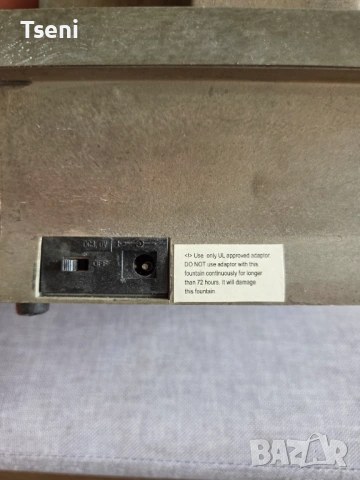 Tseni
OFF
<!> Use only UL approved adaptor
DO NOT use adaptor with this
fountain continuously for longer
than 72 hours. it will damage
this fountain
BAZAR